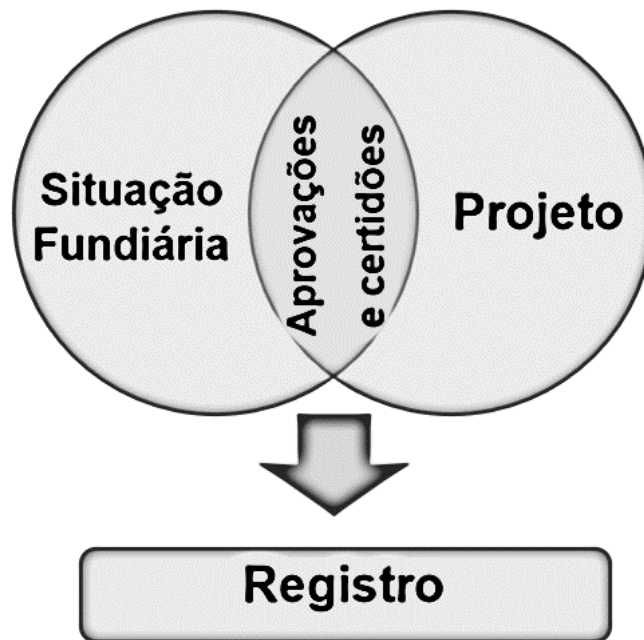 Situação
Fundiária
Aprovações
e certidões
Projeto
Registro